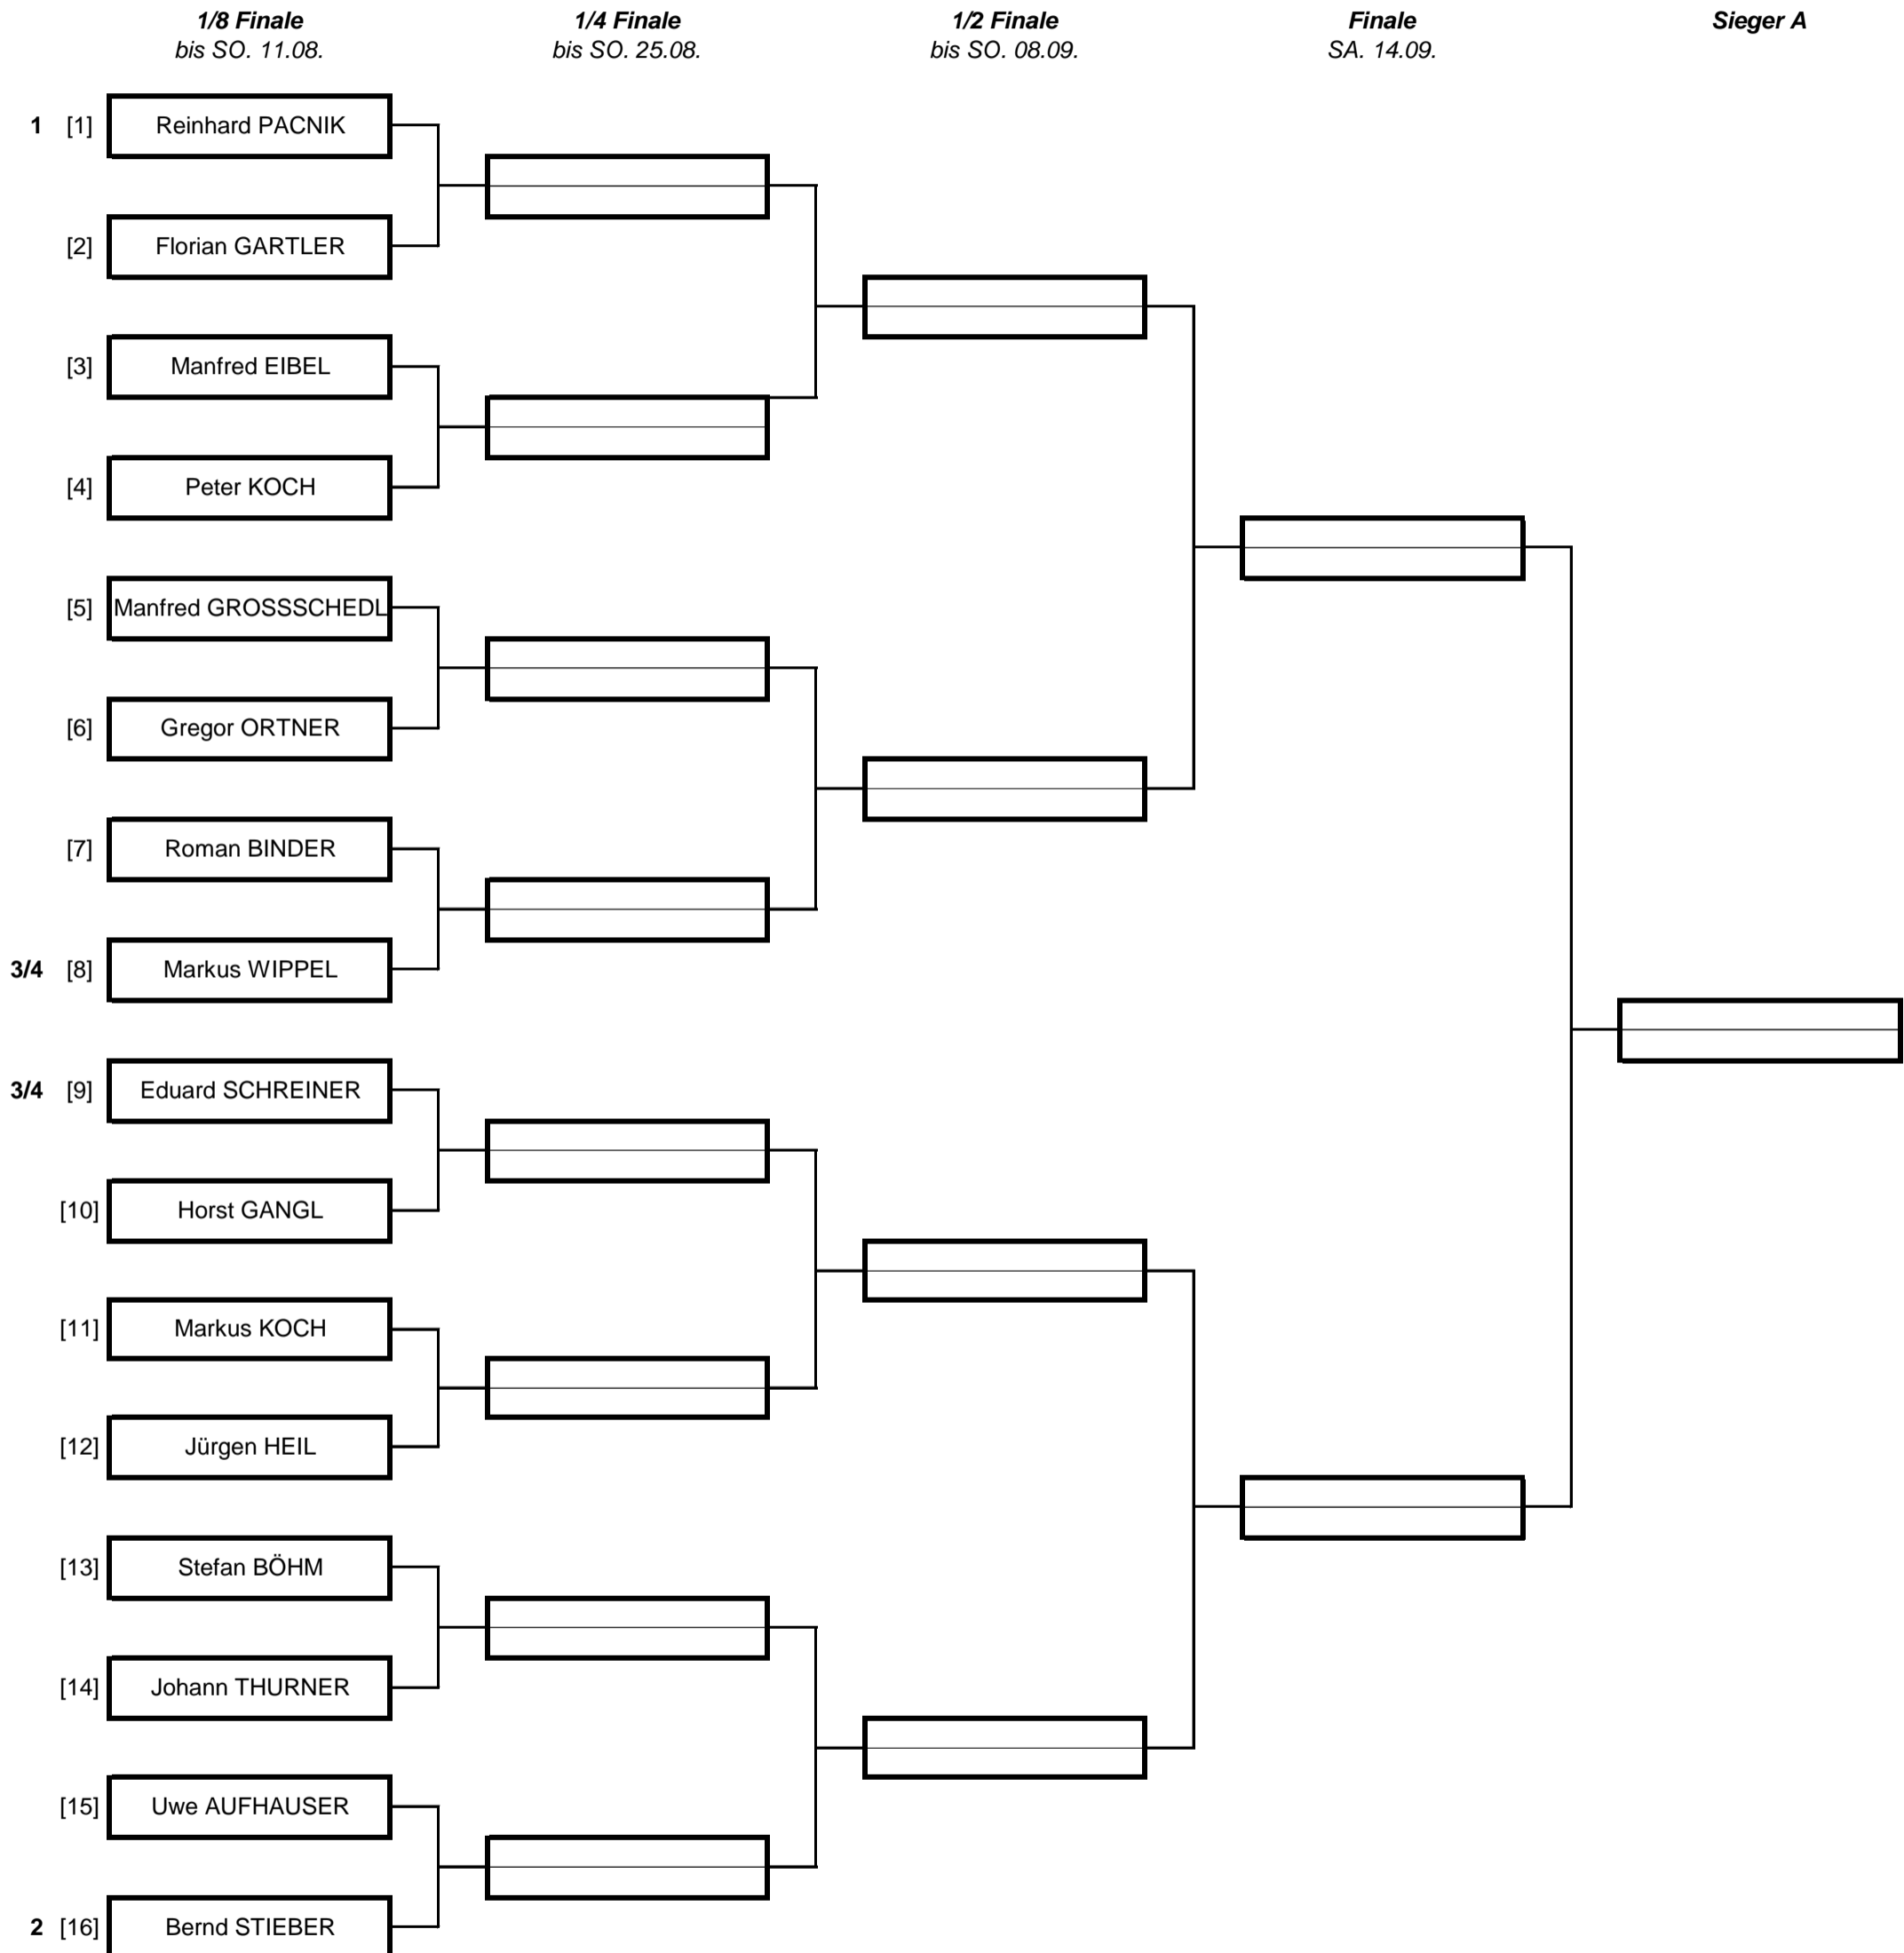 1/8 Finale 1/4 Finale 1/2 Finale Finale Sieger A
bis SO. 11.08. bis SO. 25.08. bis SO. 08.09. SA. 14.09.
1 [1] Reinhard PACNIK
[2] Florian GARTLER
[3] Manfred EIBEL
[4] Peter KOCH
[5] Manfred GROSSSCHEDL
[6] Gregor ORTNER
[7] Roman BINDER
3/4 [8] Markus WIPPEL
3/4 [9] Eduard SCHREINER
[10] Horst GANGL
[11] Markus KOCH
[12] Jürgen HEIL
[13] Stefan BÖHM
[14] Johann THURNER
[15] Uwe AUFHAUSER
2 [16] Bernd STIEBER